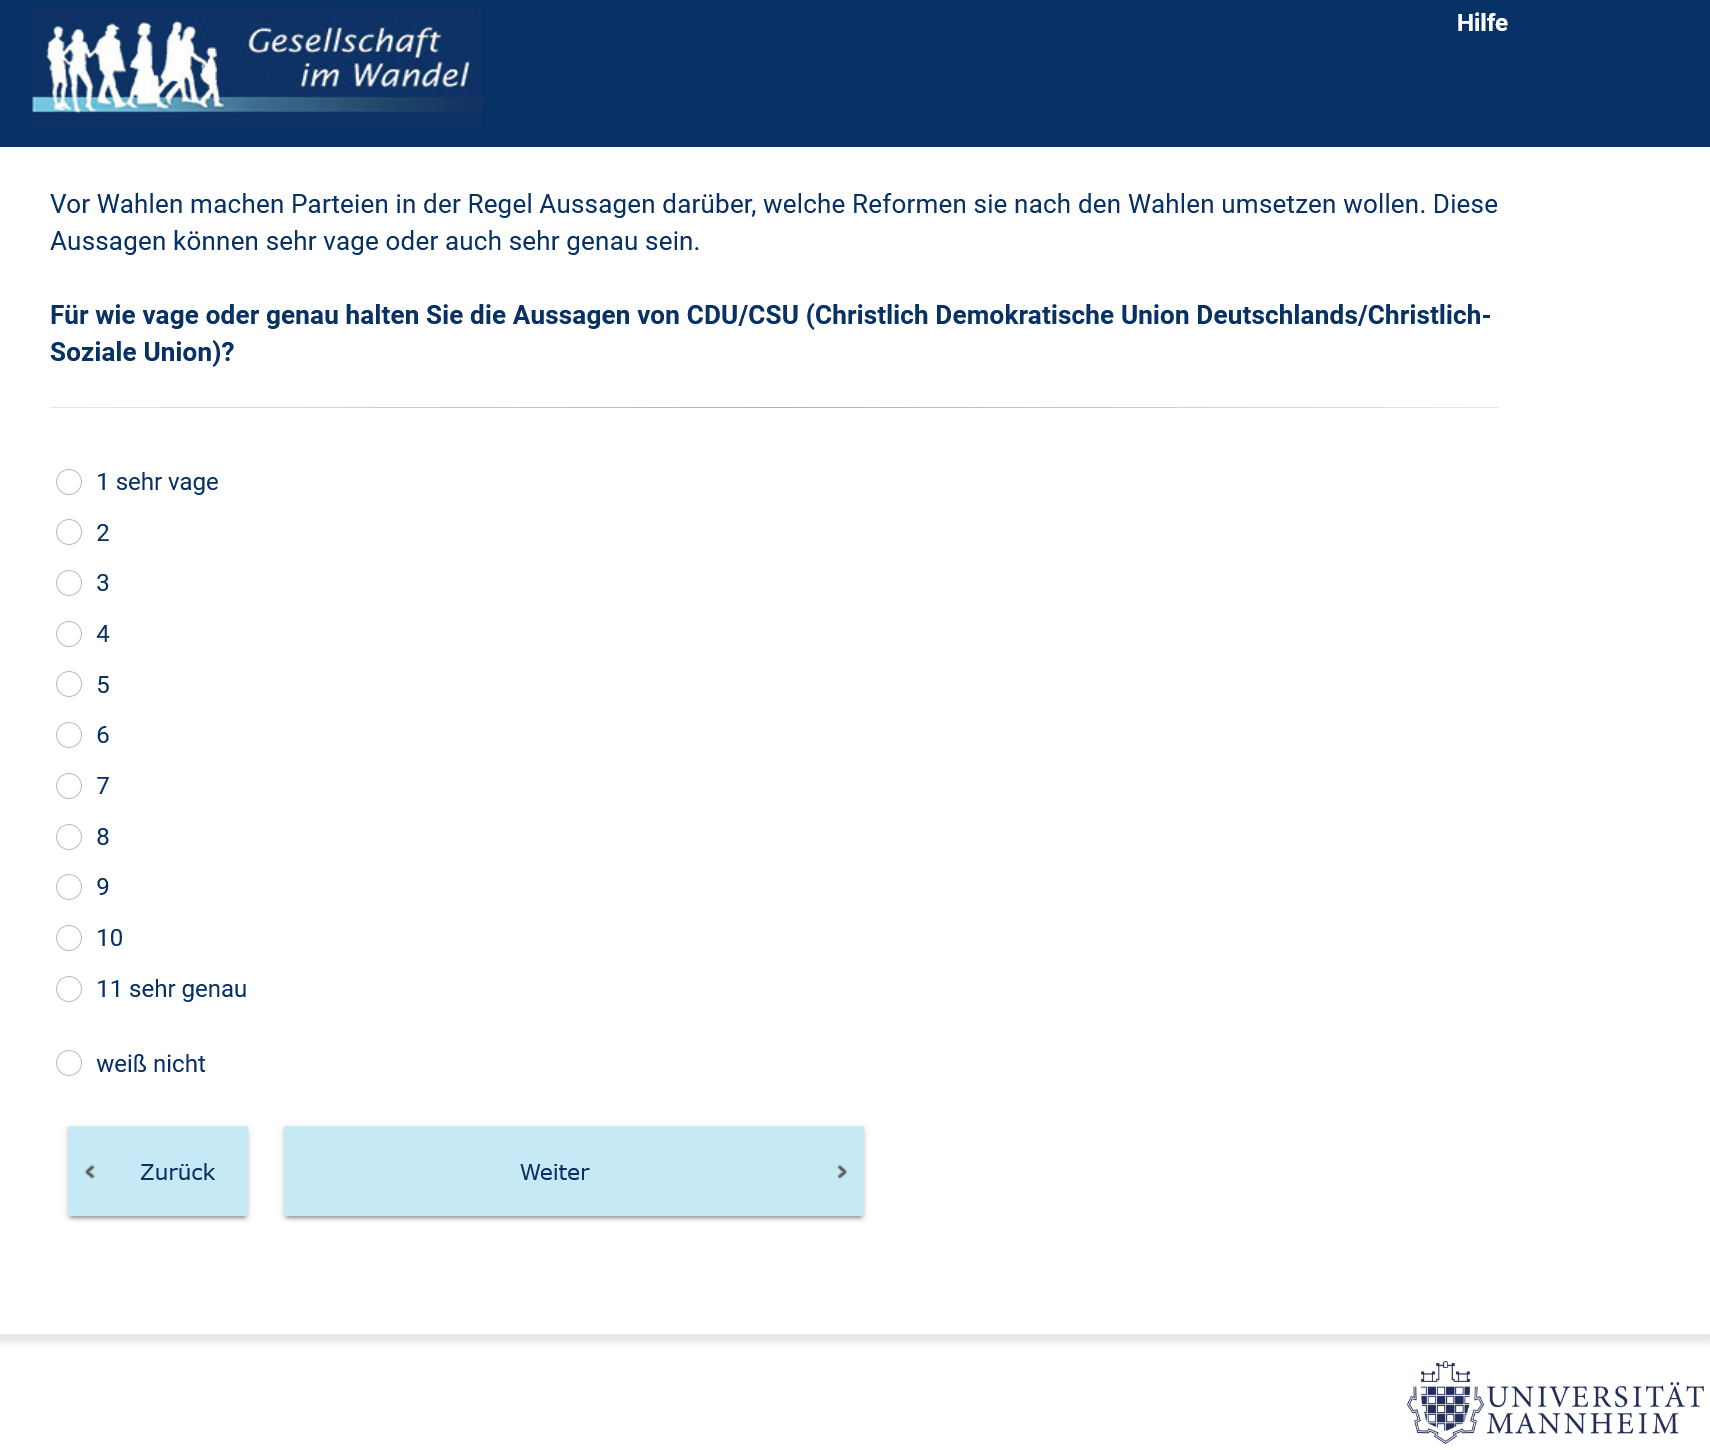 Gesellschaft
im Wandel
Hilfe
Vor Wahlen machen Parteien in der Regel Aussagen darüber, welche Reformen sie nach den Wahlen umsetzen wollen. Diese
Aussagen können sehr vage oder auch sehr genau sein.
Für wie vage oder genau halten Sie die Aussagen von CDU/CSU (Christlich Demokratische Union Deutschlands/Christlich-
Soziale Union)?
1 sehr vage
2
3
4
5
6
7
8
9
10
11 sehr genau
weiß nicht
Zurück
Weiter
UNIVERSITÄT
MANNHEIM